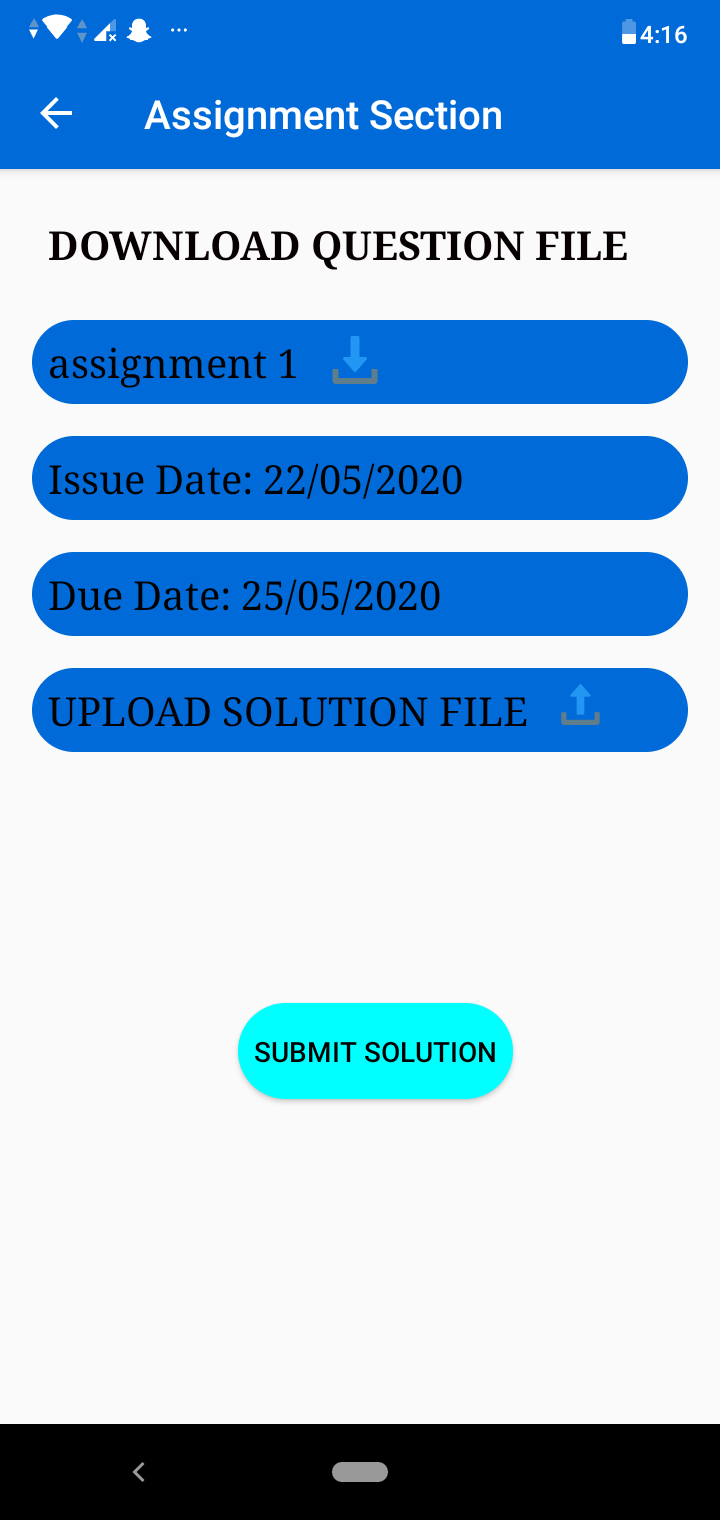 4:16
Assignment Section
DOWNLOAD QUESTION FILE
assignment 1
Issue Date: 22/05/2020
Due Date: 25/05/2020
UPLOAD SOLUTION FILE
SUBMIT SOLUTION